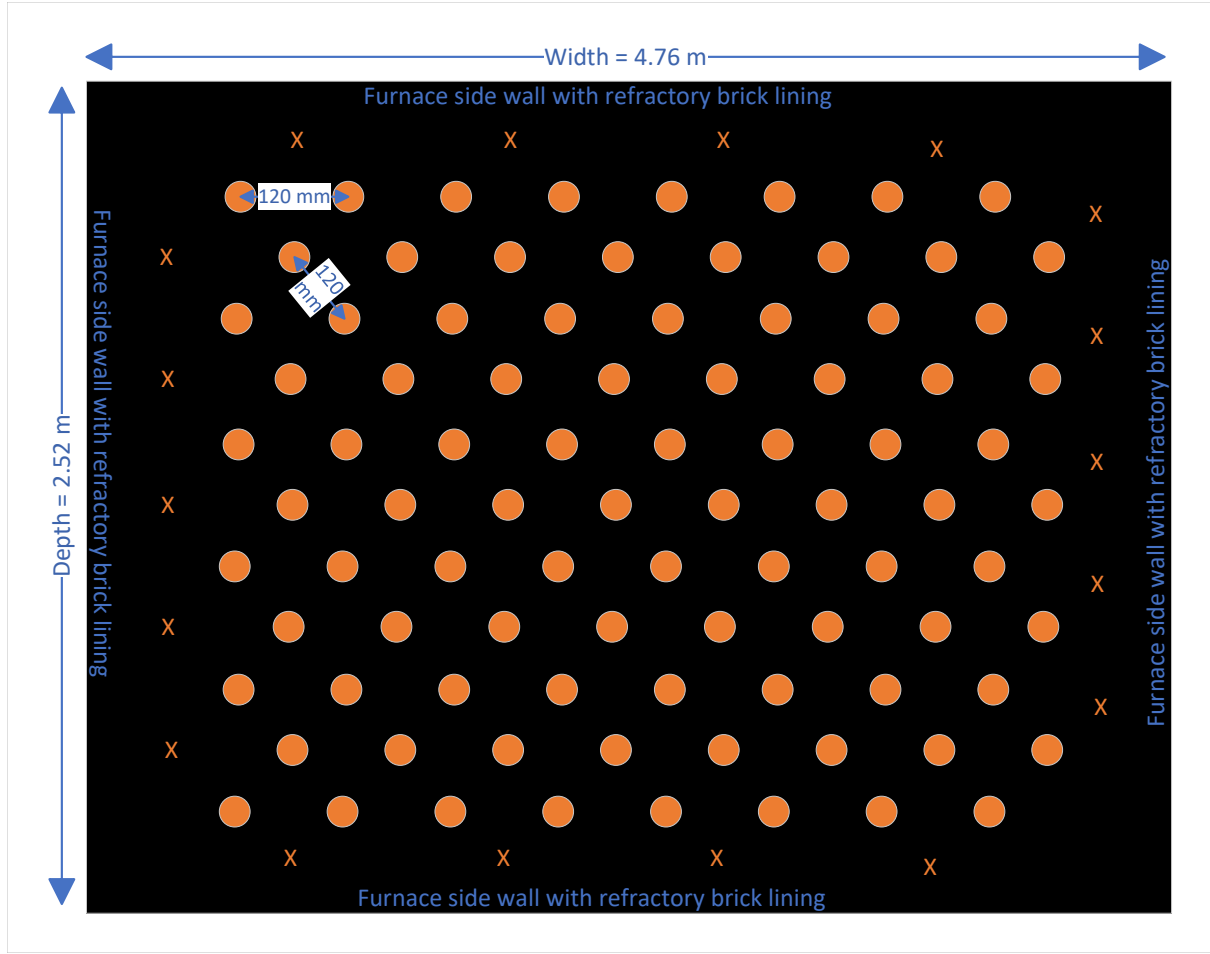 Width = 4.76 m
Furnace side wall with refractory brick lining
X X X X
120 mm
X
Furnace side wall with refractory brick lining
X
120
mm
Depth = 2.52 m
Furnace side wall with refractory brick lining
X
X
X
X
X
X
X
X
X
X X X X
Furnace side wall with refractory brick lining